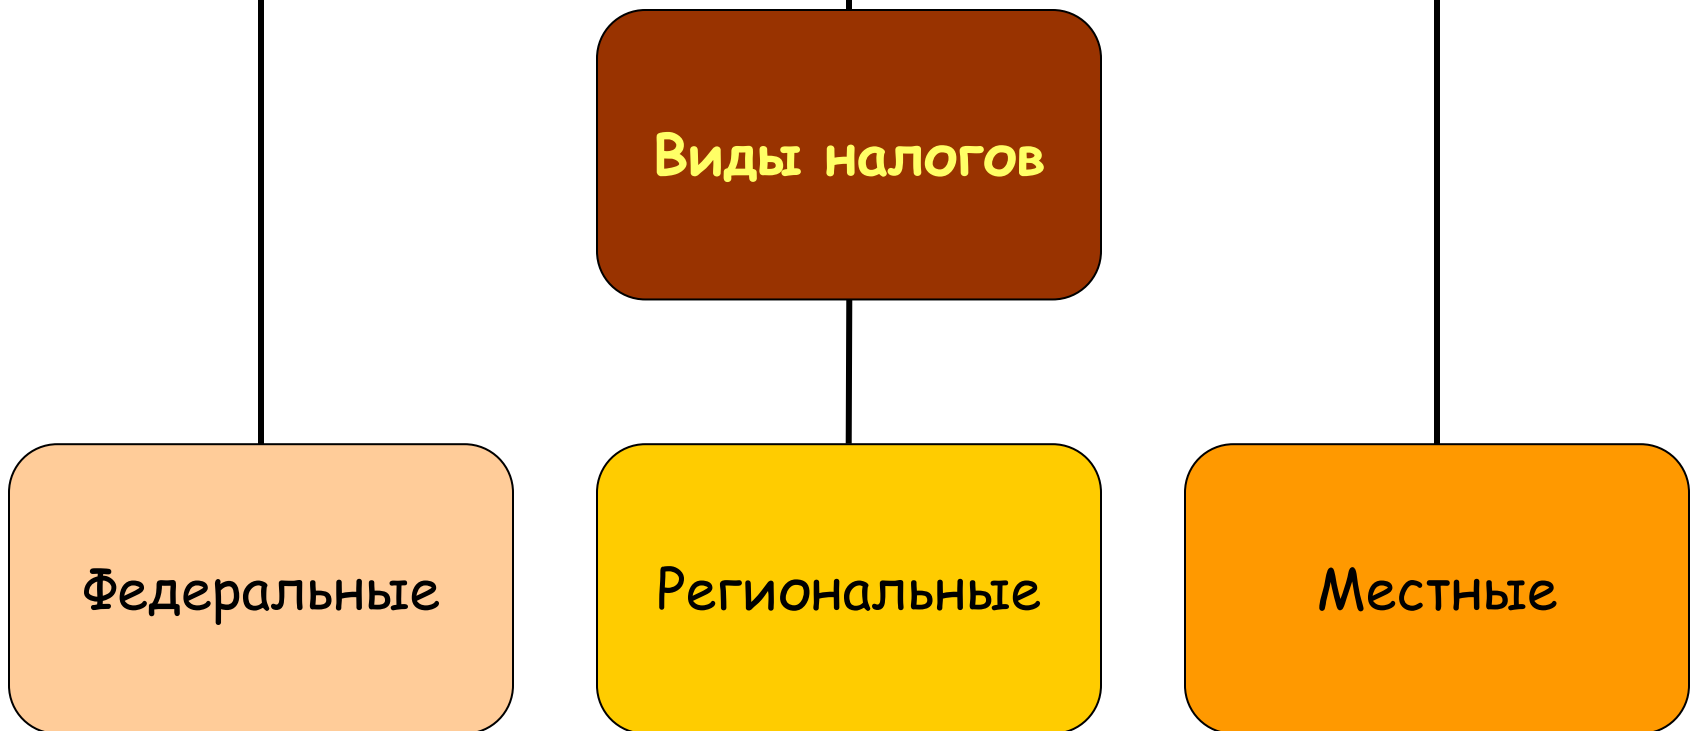 Виды налогов
Федеральные
Региональные
Местные